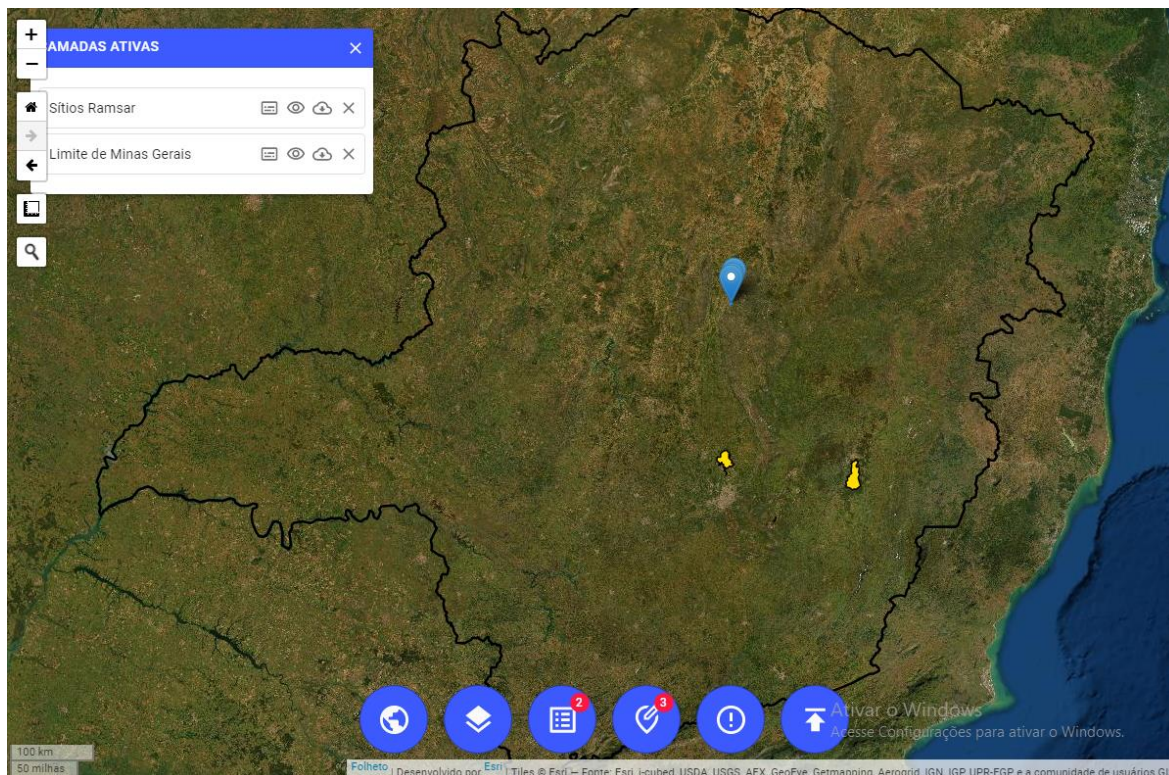 +
AMADAS ATIVAS
−
Sítios Ramsar
Limite de Minas Gerais
2
3
Ativar o Windows
Acesse Configurações para ativar o Windows.
100 km
50 milhas
Folheto | Desenvolvido por Esri | Tiles © Esri — Fonte: Esri, i-cubed, USDA, USGS, AEX, GeoEye, Getmapping, Aerogrid, IGN, IGP, UPR-EGP e a comunidade de usuários